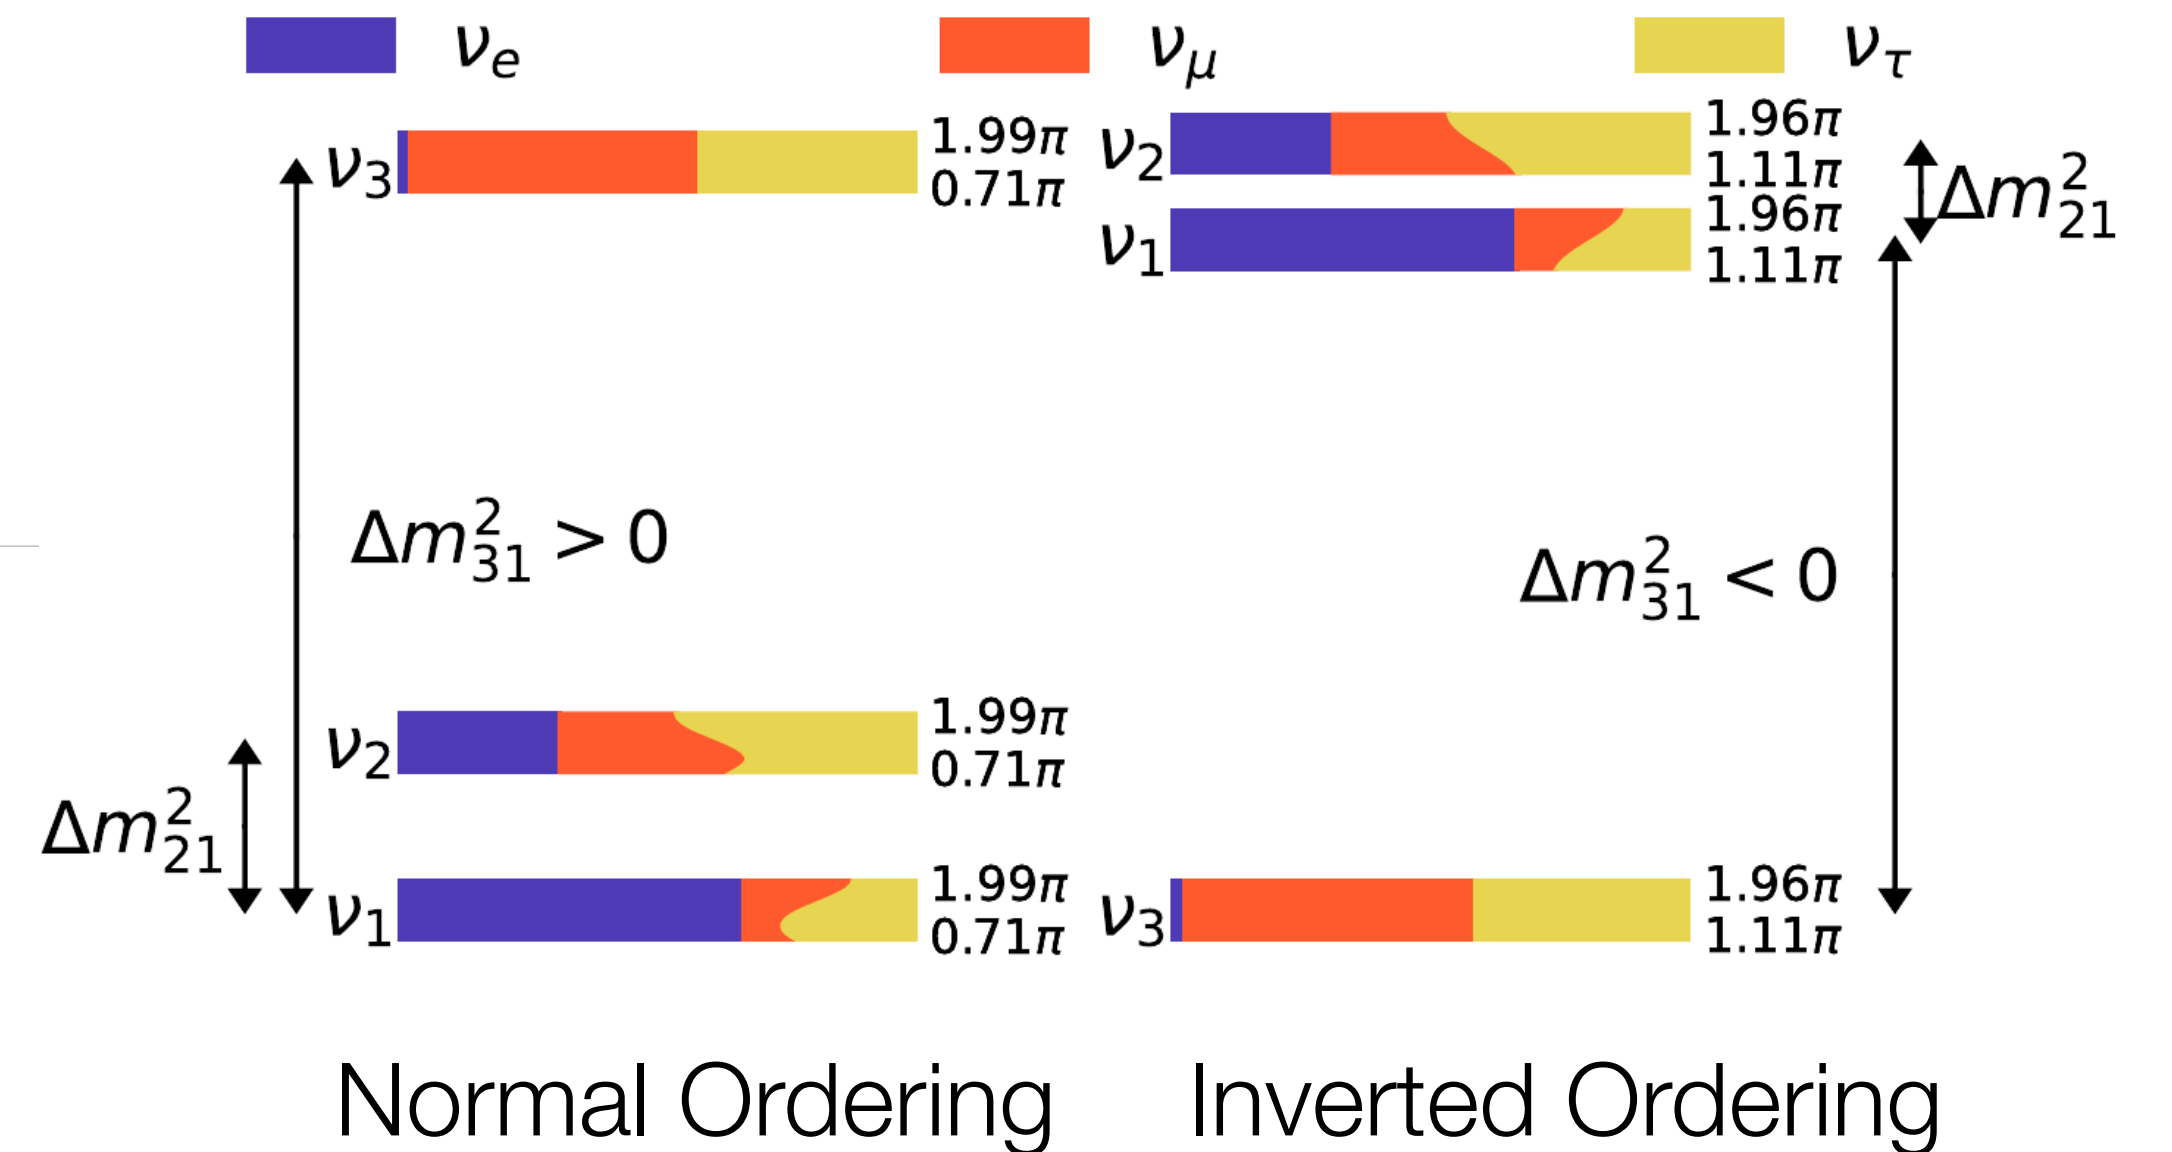 νe
νμ
ντ
ν3
1.99π
0.71π
Δm²₃₁ > 0
ν2
1.99π
0.71π
Δm²₂₁
ν1
1.99π
0.71π
Normal Ordering
ν2
1.96π
1.11π
ν1
1.96π
1.11π
Δm²₂₁
Δm²₃₁ < 0
ν3
1.96π
1.11π
Inverted Ordering